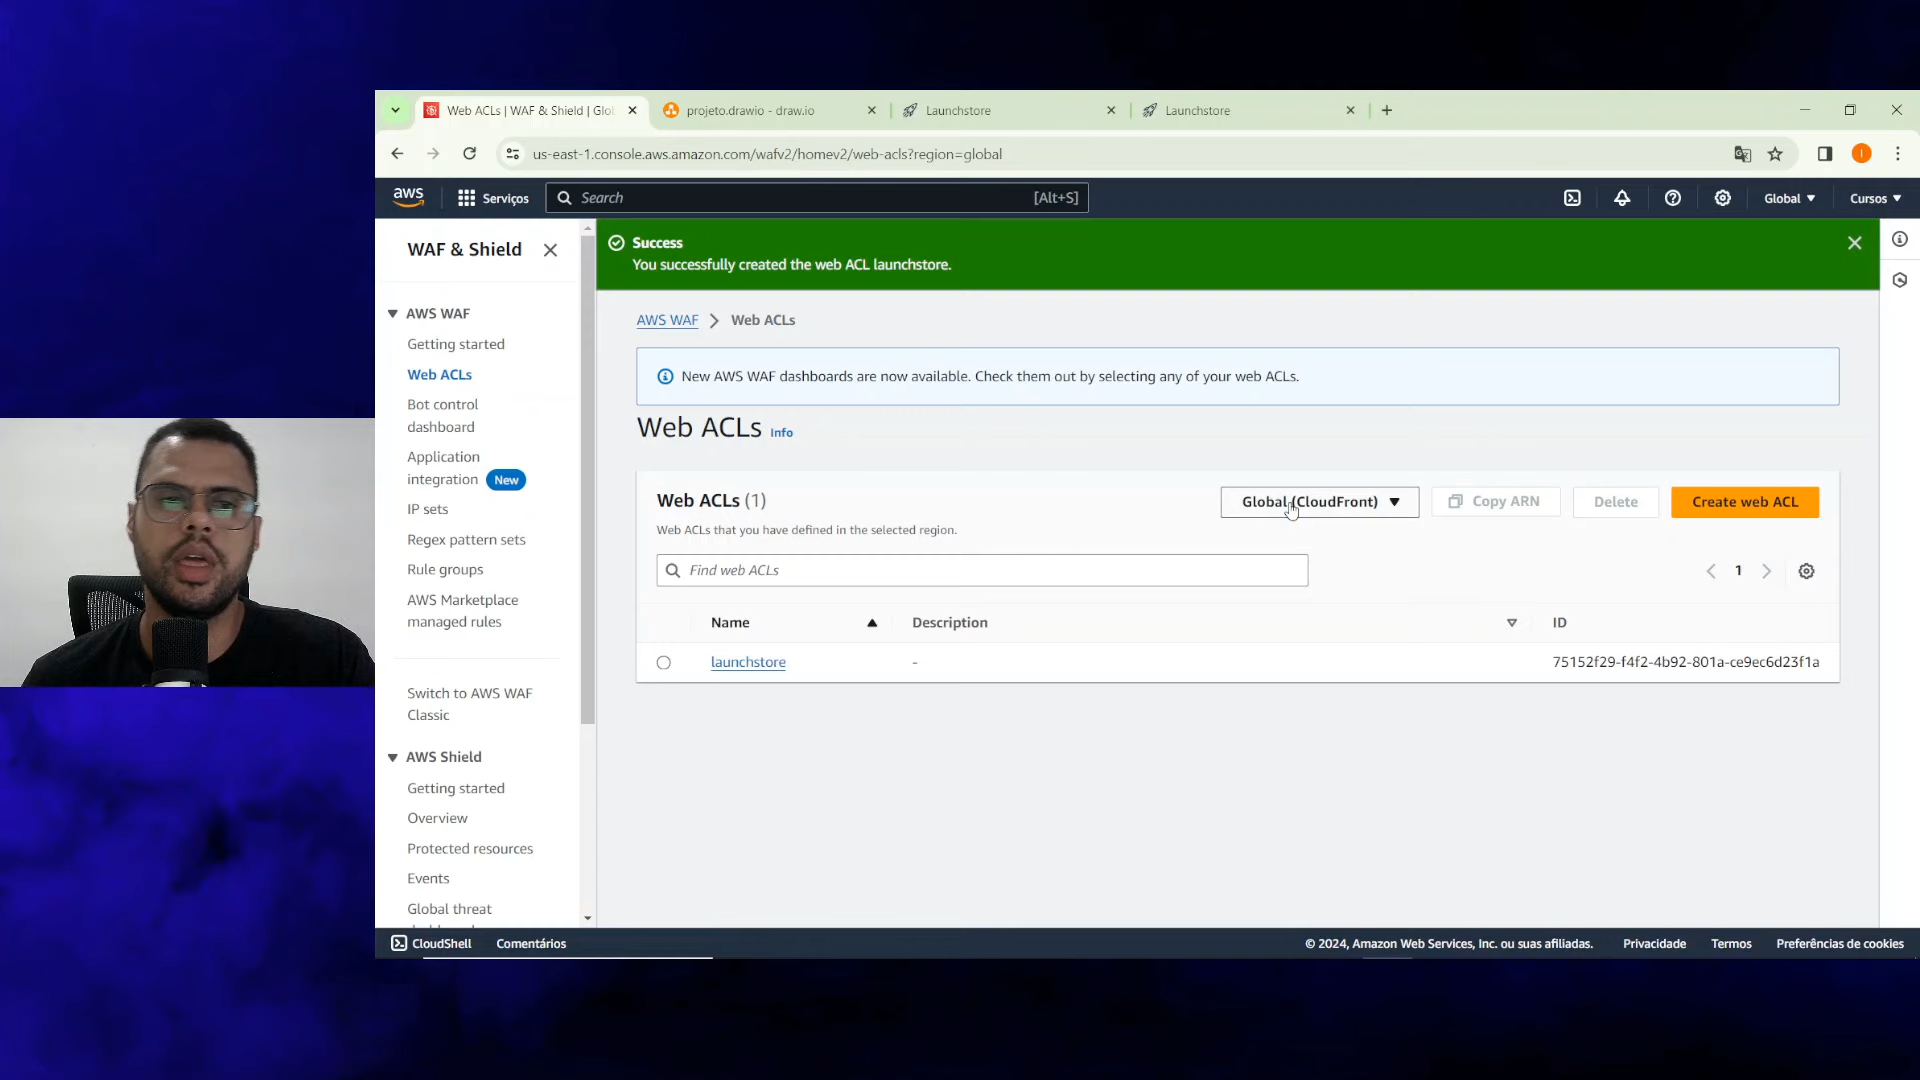 Web ACLs | WAF & Shield | Glo
projeto.drawio - draw.io
Launchstore
Launchstore
us-east-1.console.aws.amazon.com/wafv2/homev2/web-acls?region=global
aws
Serviços
Search
[Alt+S]
Global
Cursos
WAF & Shield
AWS WAF
Getting started
Web ACLs
Bot control
dashboard
Application
integration New
IP sets
Regex pattern sets
Rule groups
AWS Marketplace
managed rules
Switch to AWS WAF
Classic
AWS Shield
Getting started
Overview
Protected resources
Events
Global threat
Success
You successfully created the web ACL launchstore.
AWS WAF
Web ACLs
New AWS WAF dashboards are now available. Check them out by selecting any of your web ACLs.
Web ACLs Info
Web ACLs (1)
Web ACLs that you have defined in the selected region.
Global (CloudFront)
Copy ARN
Delete
Create web ACL
Find web ACLs
1
Name
Description
ID
launchstore
-
75152f29-f4f2-4b92-801a-ce9ec6d23f1a
CloudShell
Comentários
© 2024, Amazon Web Services, Inc. ou suas afiliadas.
Privacidade
Termos
Preferências de cookies